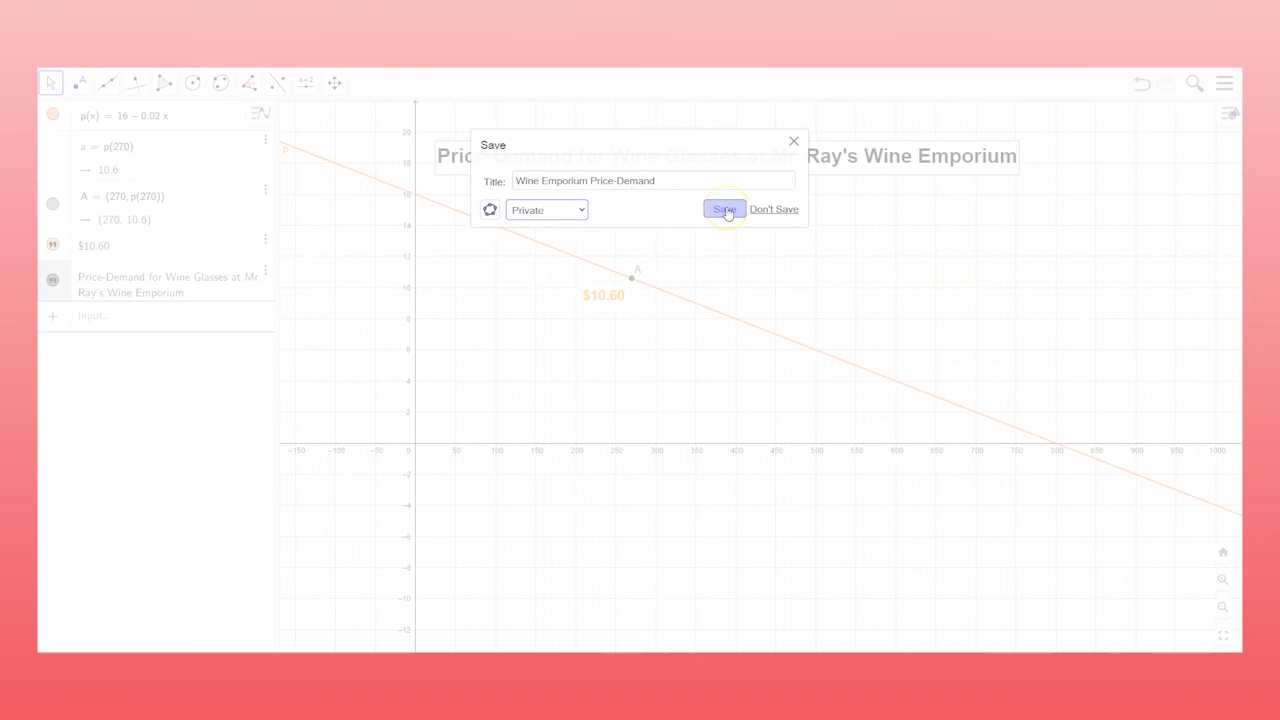 p(x) = 16 − 0.02 x
a = p(270)
→ 10.6
A = (270, p(270))
→ (270, 10.6)
$10.60
Price-Demand for Wine Glasses at Mr.
Ray's Wine Emporium
Input...
Price-Demand for Wine Glasses at Mr. Ray's Wine Emporium
Save
Title: Wine Emporium Price-Demand
Private
Save
Don't Save
p
A
$10.60
20
18
16
14
12
10
8
6
4
2
−2
−4
−6
−8
−10
−12
−150 −100 −50 0 50 100 150 200 250 300 350 400 450 500 550 600 650 700 750 800 850 900 950 1000